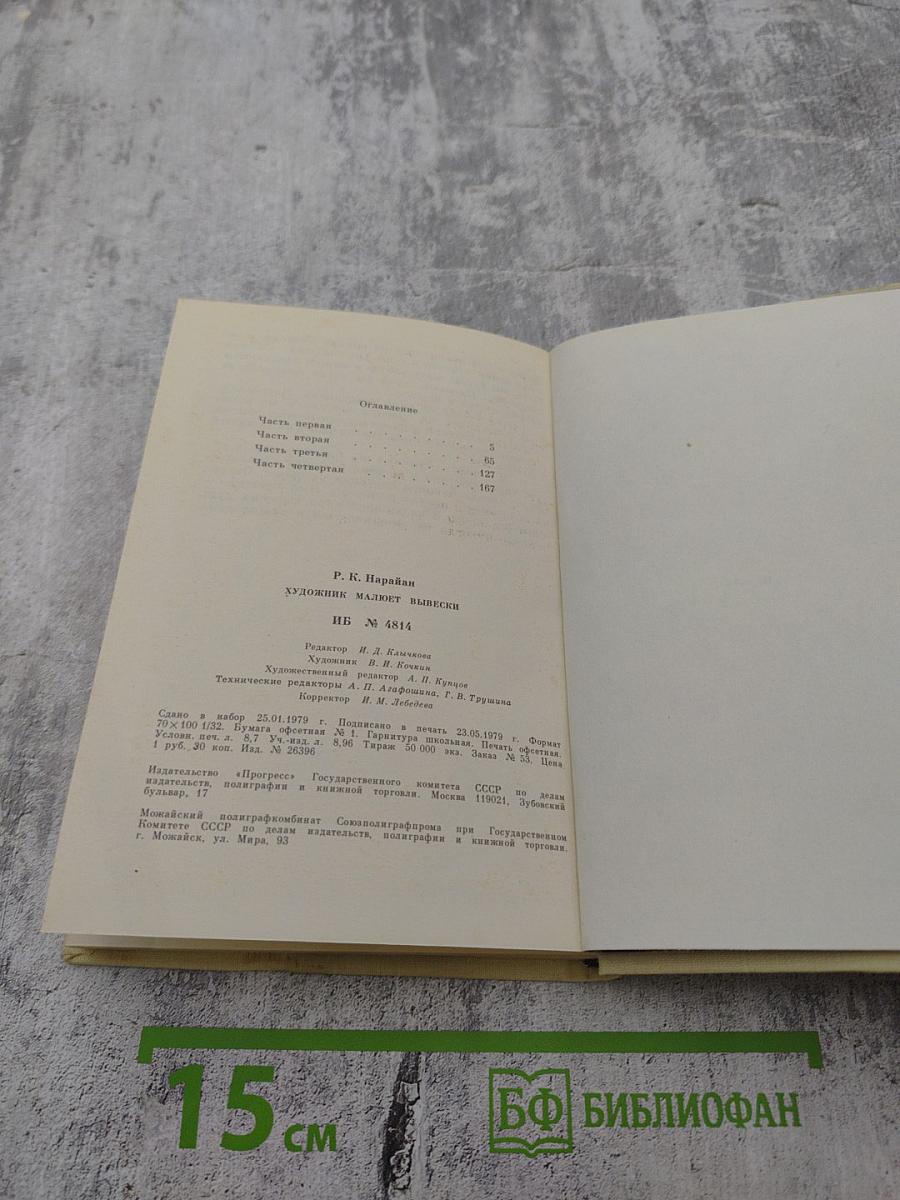 Оглавление
Часть первая . . . . . . . 5
Часть вторая . . . . . . . 65
Часть третья . . . . . . . 127
Часть четвертая . . . . . . 167
Р. К. Нарайан
ХУДОЖНИК МАЛЮЕТ ВЫВЕСКИ
ИБ № 4814
Редактор И. Д. Клычкова
Художник В. И. Кочкин
Художественный редактор А. П. Купцов
Технические редакторы А. П. Агафошина, Г. В. Трушина
Корректор И. М. Лебедева
Сдано в набор 25.01.1979 г. Подписано в печать 23.05.1979 г. Формат
70×100 1/32. Бумага офсетная № 1. Гарнитура школьная. Печать офсетная.
Условн. печ. л. 8,7 Уч.-изд. л. 8,96 Тираж 50 000 экз. Заказ № 53. Цена
1 руб. 30 коп. Изд. № 26396
Издательство «Прогресс» Государственного комитета СССР по делам
издательств, полиграфии и книжной торговли. Москва 119021, Зубовский
бульвар, 17
Можайский полиграфкомбинат Союзполиграфпрома при Государственном
Комитете СССР по делам издательств, полиграфии и книжной торговли.
г. Можайск, ул. Мира, 93
15 см
БФ БИБЛИОФАН